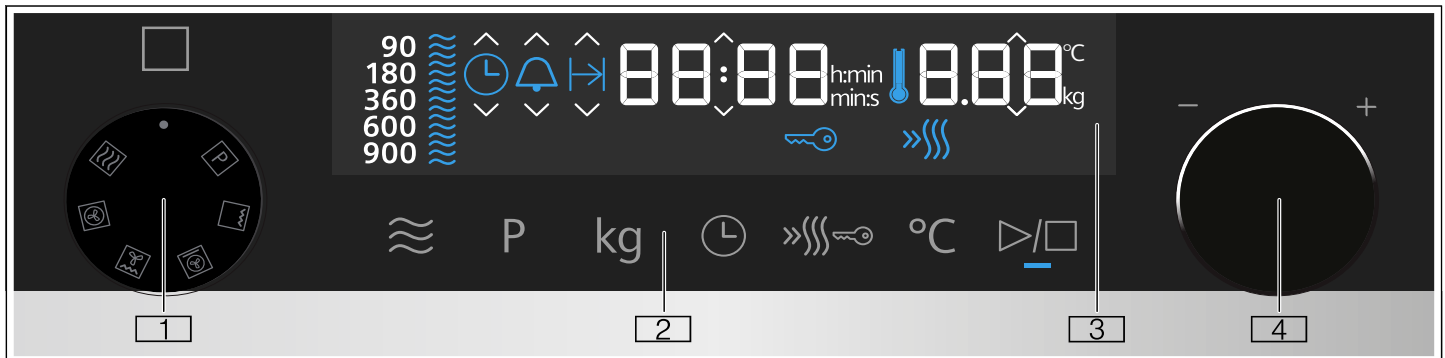 90
180
360
600
900
88:88 h:min
min:s
8.88 °C
kg
P
P kg °C
− +
1 2 3 4